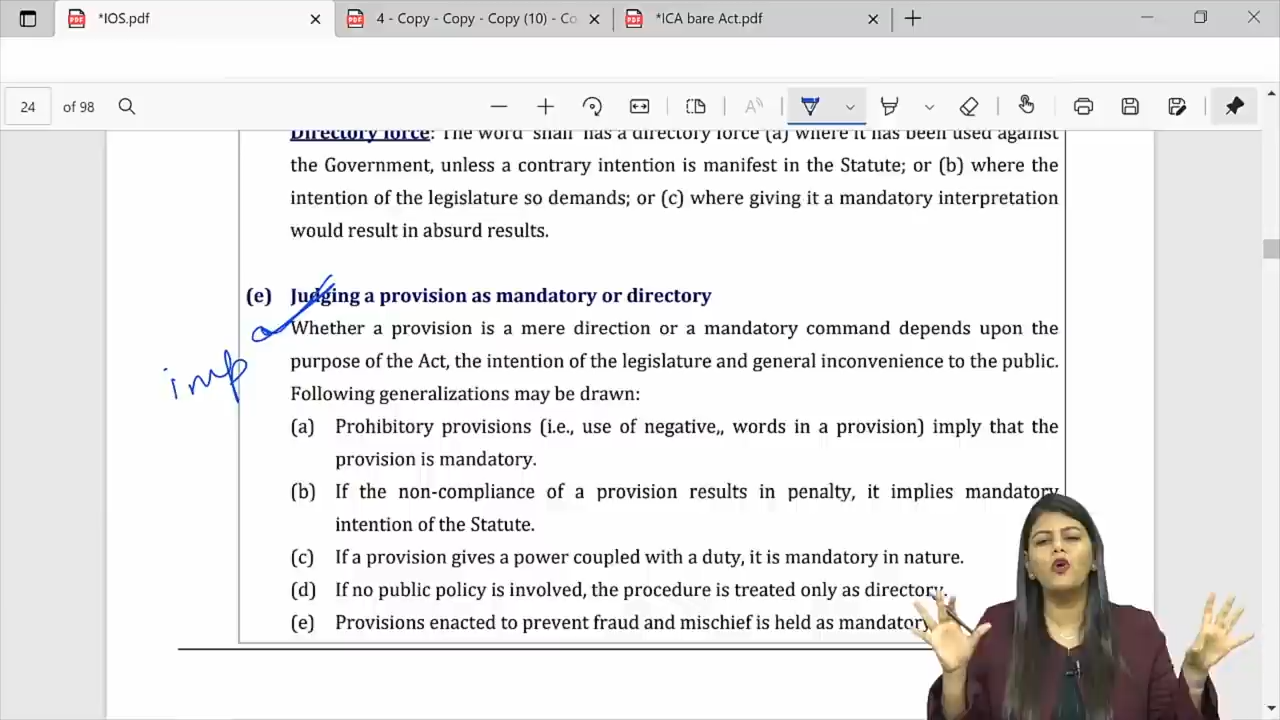 *IOS.pdf
4 - Copy - Copy - Copy (10) - Co
*ICA bare Act.pdf
24 of 98
Directory force: The word 'shall' has a directory force (a) where it has been used against
the Government, unless a contrary intention is manifest in the Statute; or (b) where the
intention of the legislature so demands; or (c) where giving it a mandatory interpretation
would result in absurd results.
(e) Judging a provision as mandatory or directory
Whether a provision is a mere direction or a mandatory command depends upon the
purpose of the Act, the intention of the legislature and general inconvenience to the public.
imp
Following generalizations may be drawn:
(a) Prohibitory provisions (i.e., use of negative,, words in a provision) imply that the
provision is mandatory.
(b) If the non-compliance of a provision results in penalty, it implies mandatory
intention of the Statute.
(c) If a provision gives a power coupled with a duty, it is mandatory in nature.
(d) If no public policy is involved, the procedure is treated only as directory.
(e) Provisions enacted to prevent fraud and mischief is held as mandatory